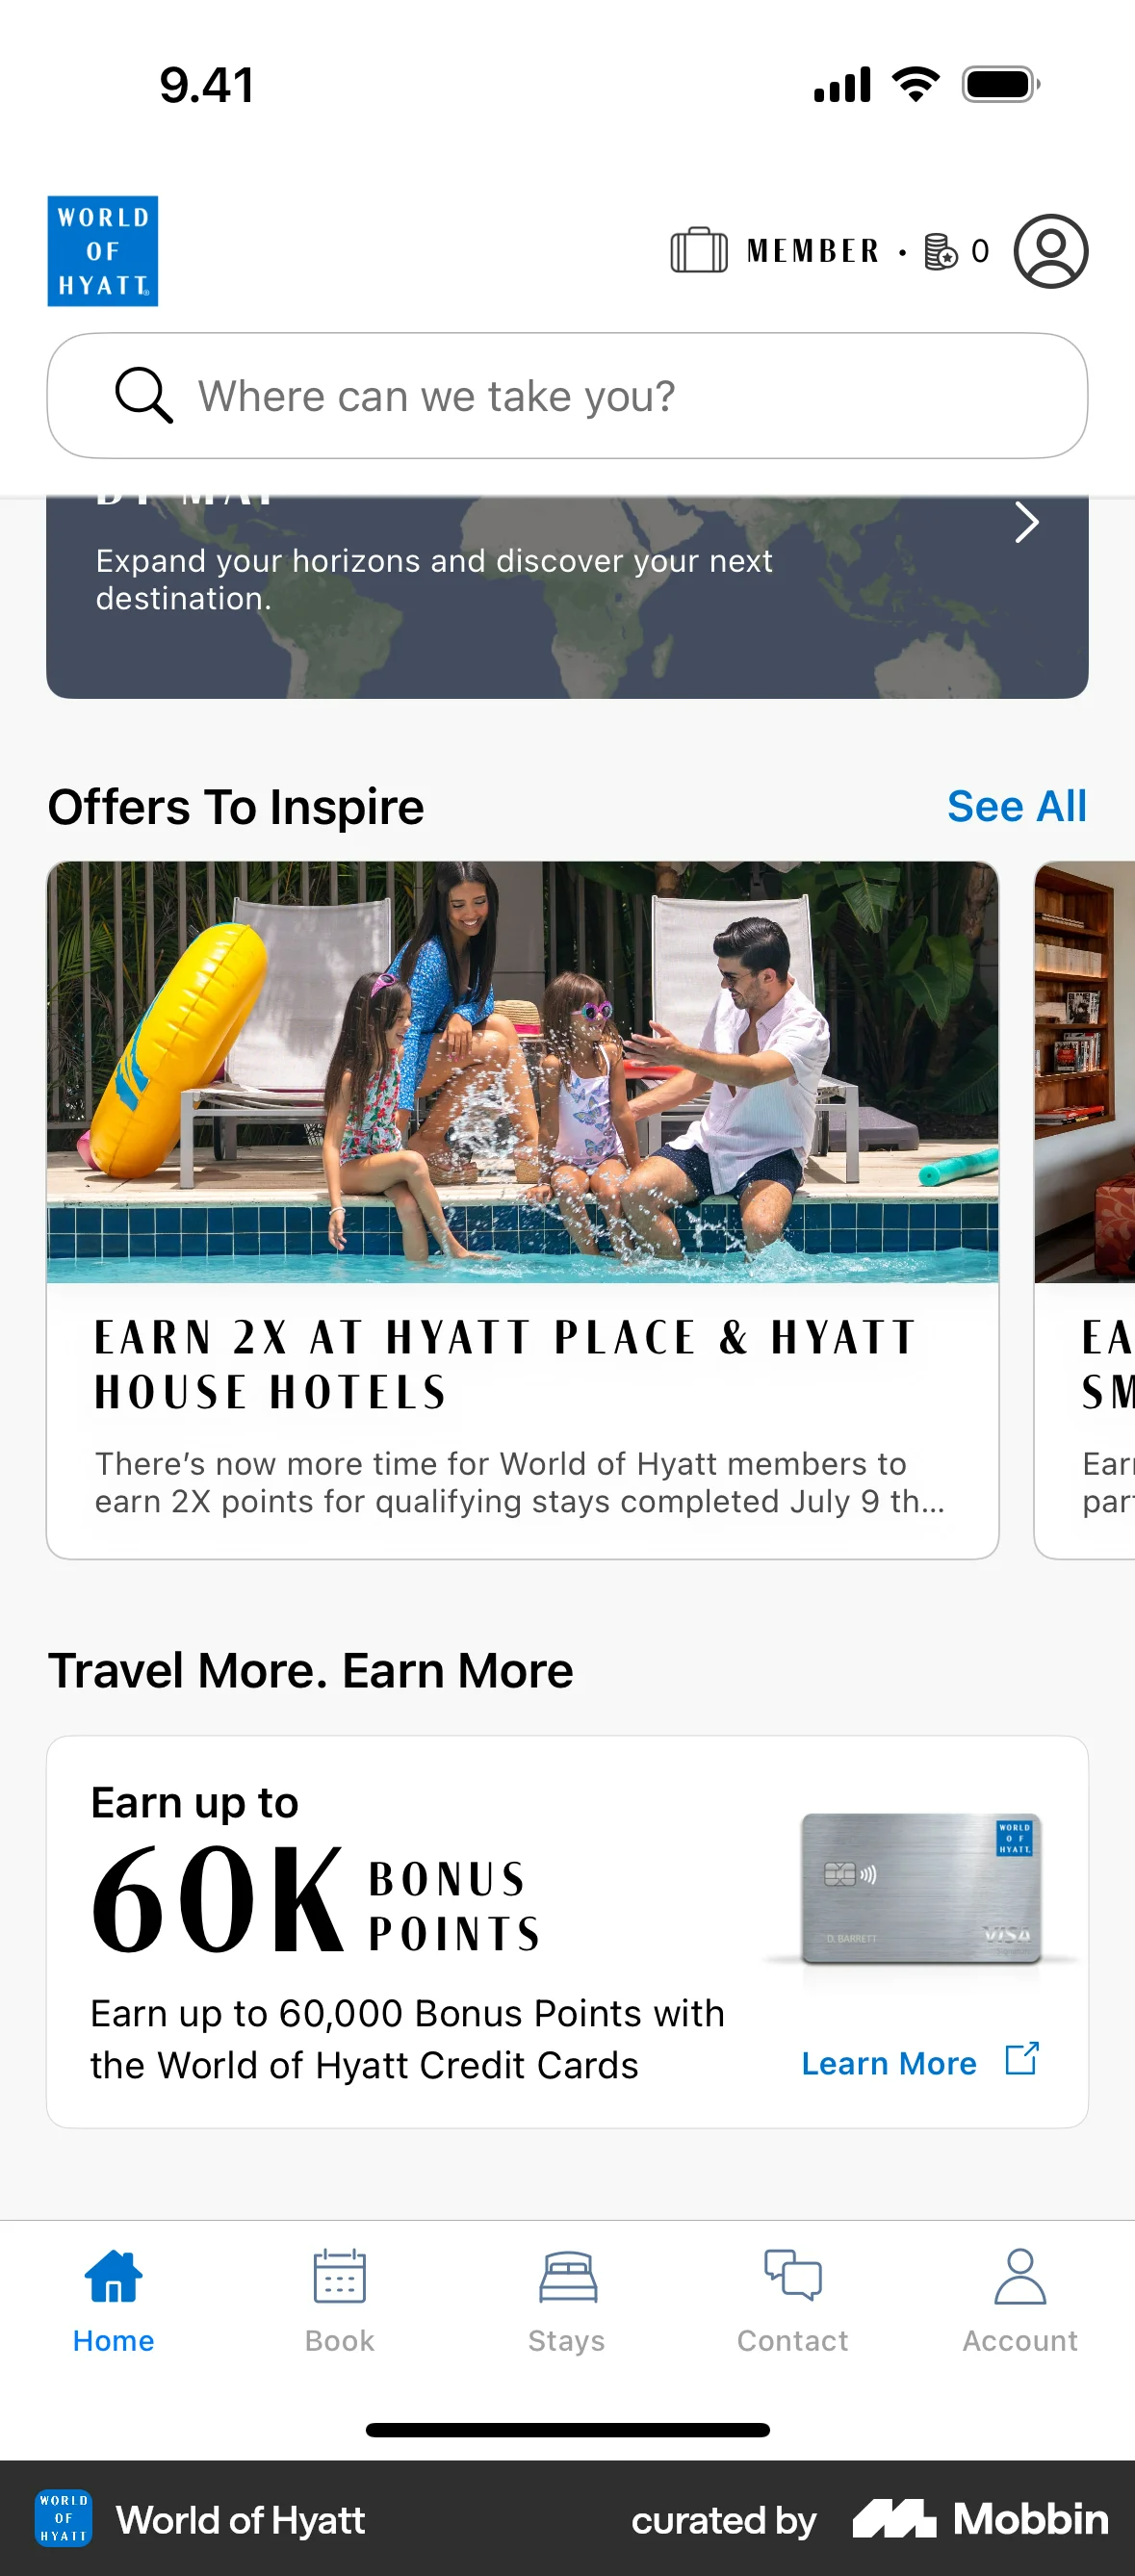 9.41
WORLD
OF
HYATT
MEMBER • 0
Where can we take you?
BY MAP
Expand your horizons and discover your next
destination.
Offers To Inspire
See All
EARN 2X AT HYATT PLACE & HYATT
HOUSE HOTELS
There’s now more time for World of Hyatt members to
earn 2X points for qualifying stays completed July 9 th...
EA
SM
Earn
part
Travel More. Earn More
Earn up to
60K BONUS
POINTS
WORLD
OF
HYATT
D. BARRETT
VISA
Earn up to 60,000 Bonus Points with
the World of Hyatt Credit Cards
Learn More
Home
Book
Stays
Contact
Account
WORLD
OF
HYATT
World of Hyatt
curated by Mobbin